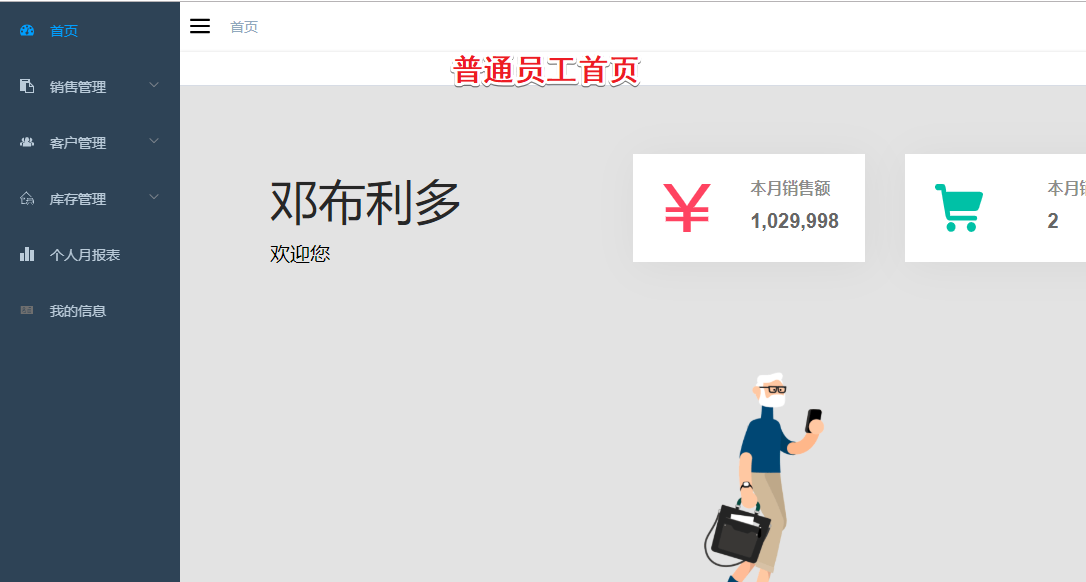 首页
销售管理
客户管理
库存管理
个人月报表
我的信息
首页
普通员工首页
邓布利多
欢迎您
¥
本月销售额
1,029,998
本月
2